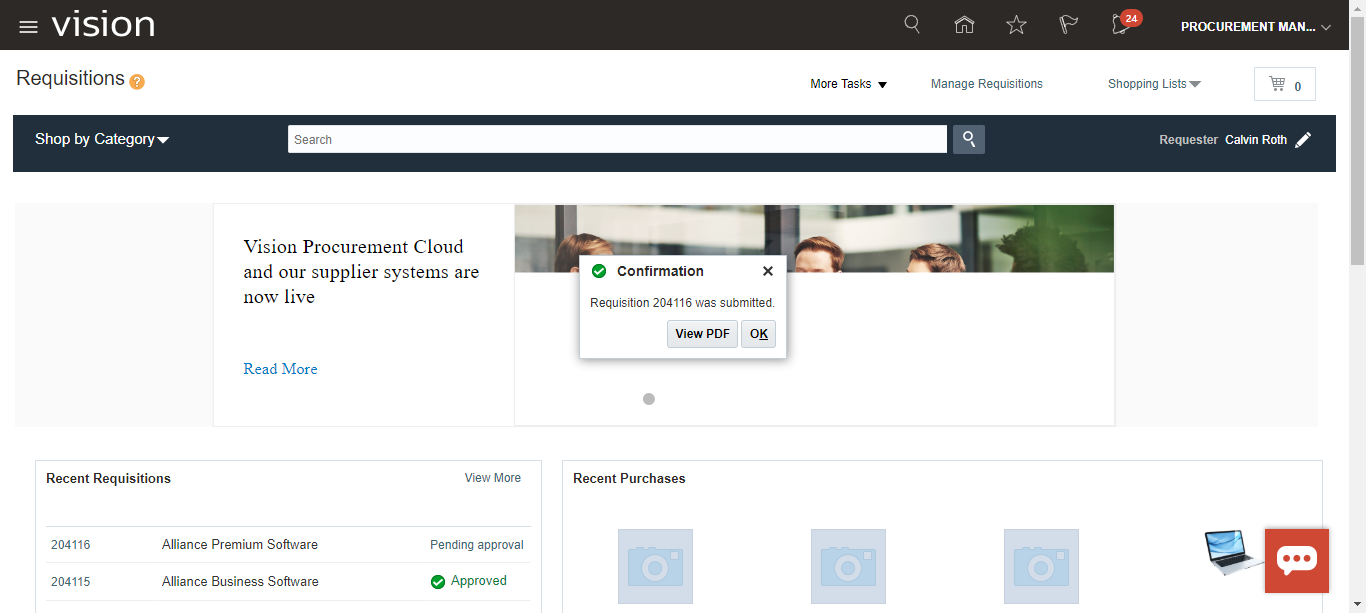 vision
24
PROCUREMENT MAN...
Requisitions ?
More Tasks
Manage Requisitions
Shopping Lists
0
Shop by Category
Search
Requester Calvin Roth
Vision Procurement Cloud
and our supplier systems are
now live
Read More
Confirmation
Requisition 204116 was submitted.
View PDF
OK
Recent Requisitions
View More
204116 Alliance Premium Software Pending approval
204115 Alliance Business Software Approved
Recent Purchases